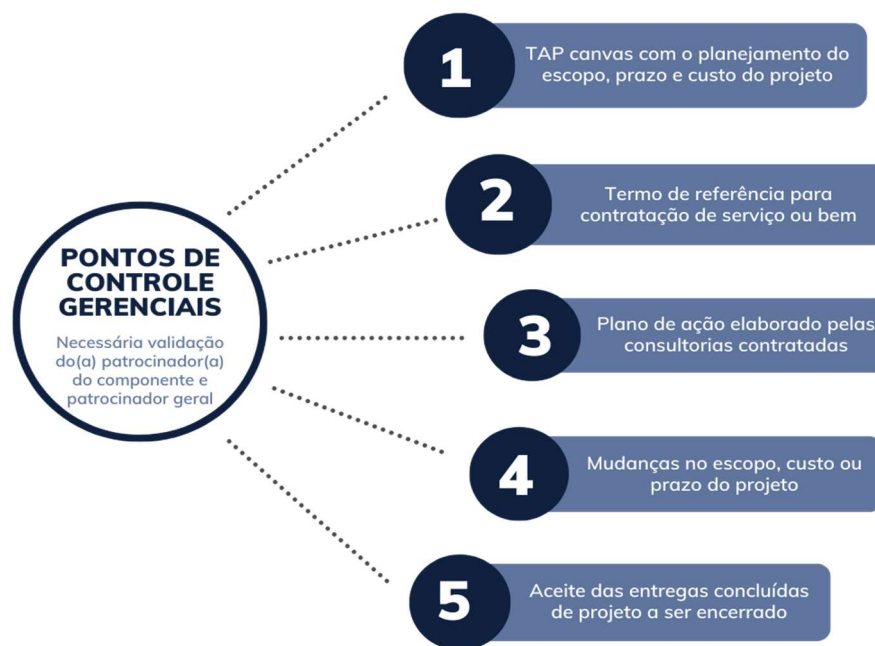 PONTOS DE
CONTROLE
GERENCIAIS
Necessária validação
do(a) patrocinador(a)
do componente e
patrocinador geral
1
TAP canvas com o planejamento do
escopo, prazo e custo do projeto
2
Termo de referência para
contratação de serviço ou bem
3
Plano de ação elaborado pelas
consultorias contratadas
4
Mudanças no escopo, custo ou
prazo do projeto
5
Aceite das entregas concluídas
de projeto a ser encerrado